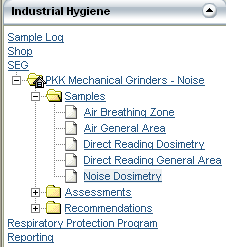 Industrial Hygiene
Sample Log
Shop
SEG
PKK Mechanical Grinders - Noise
Samples
Air Breathing Zone
Air General Area
Direct Reading Dosimetry
Direct Reading General Area
Noise Dosimetry
Assessments
Recommendations
Respiratory Protection Program
Reporting